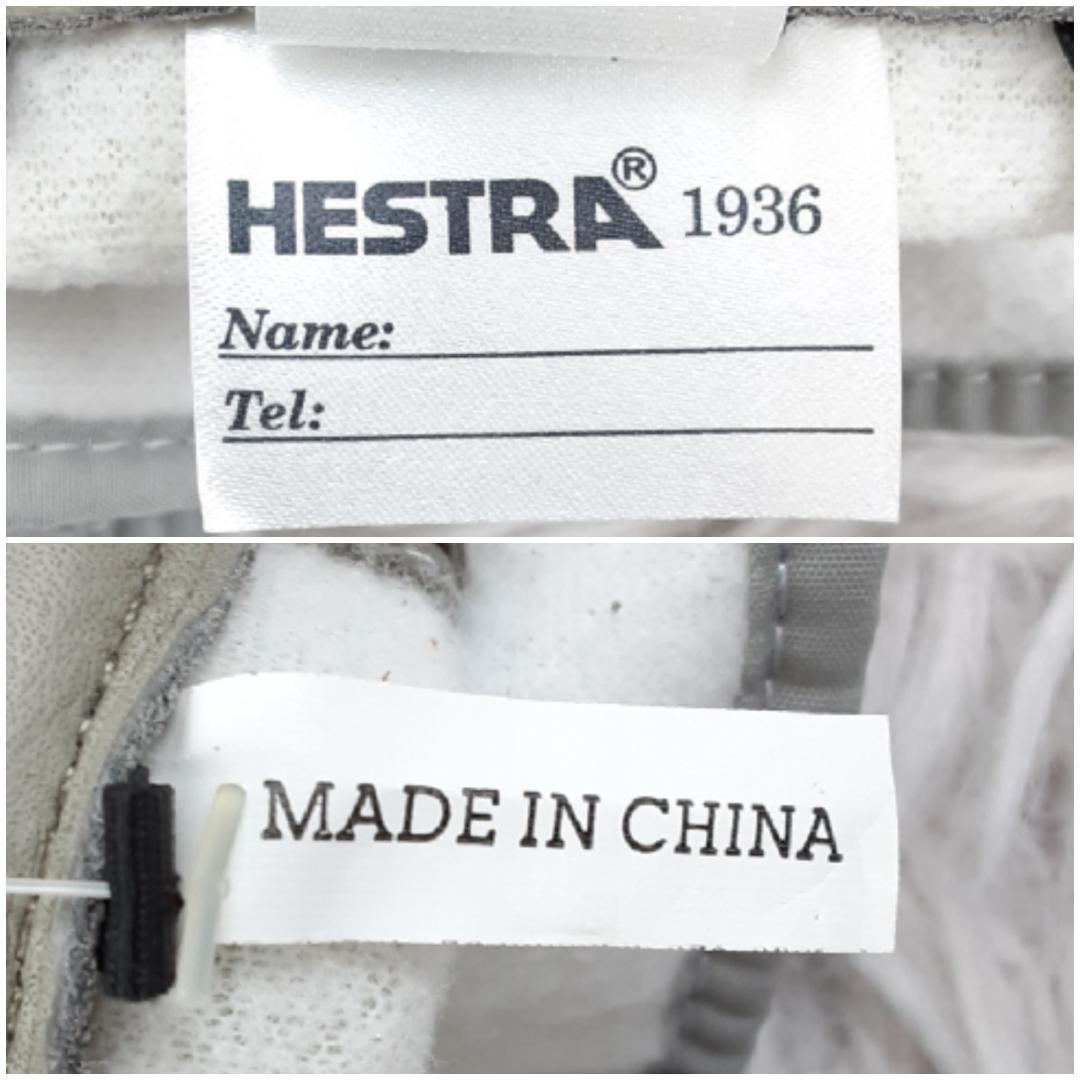 HESTRA® 1936
Name:
Tel:
MADE IN CHINA